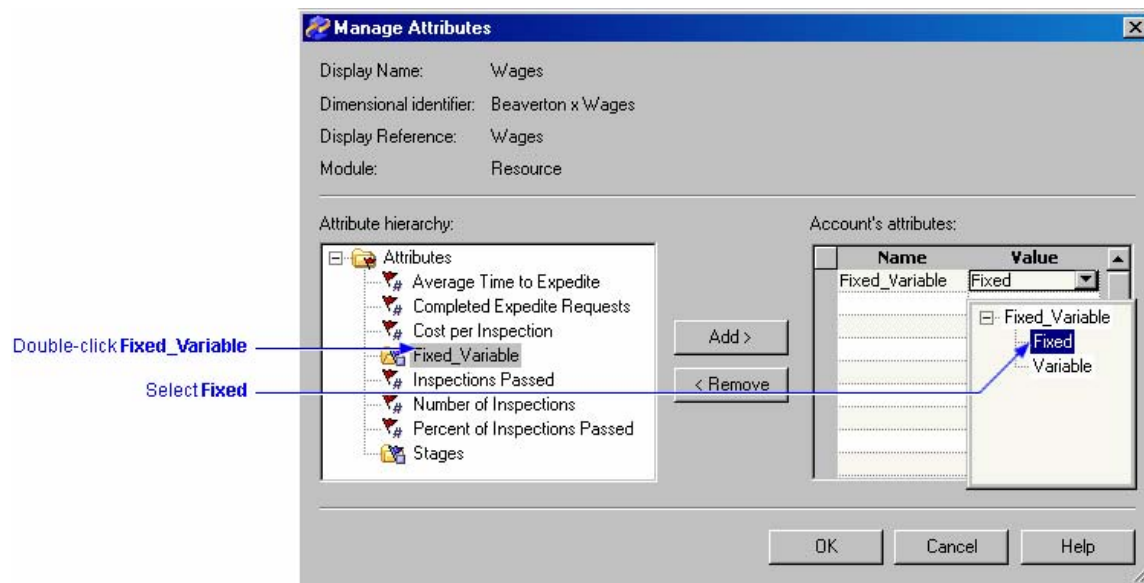 Manage Attributes
Display Name: Wages
Dimensional identifier: Beaverton x Wages
Display Reference: Wages
Module: Resource
Attribute hierarchy:
Attributes
Average Time to Expedite
Completed Expedite Requests
Cost per Inspection
Fixed_Variable
Inspections Passed
Number of Inspections
Percent of Inspections Passed
Stages
Double-click Fixed_Variable
Select Fixed
Add >
< Remove
Account's attributes:
Name Value
Fixed_Variable Fixed
Fixed_Variable
Fixed
Variable
OK Cancel Help